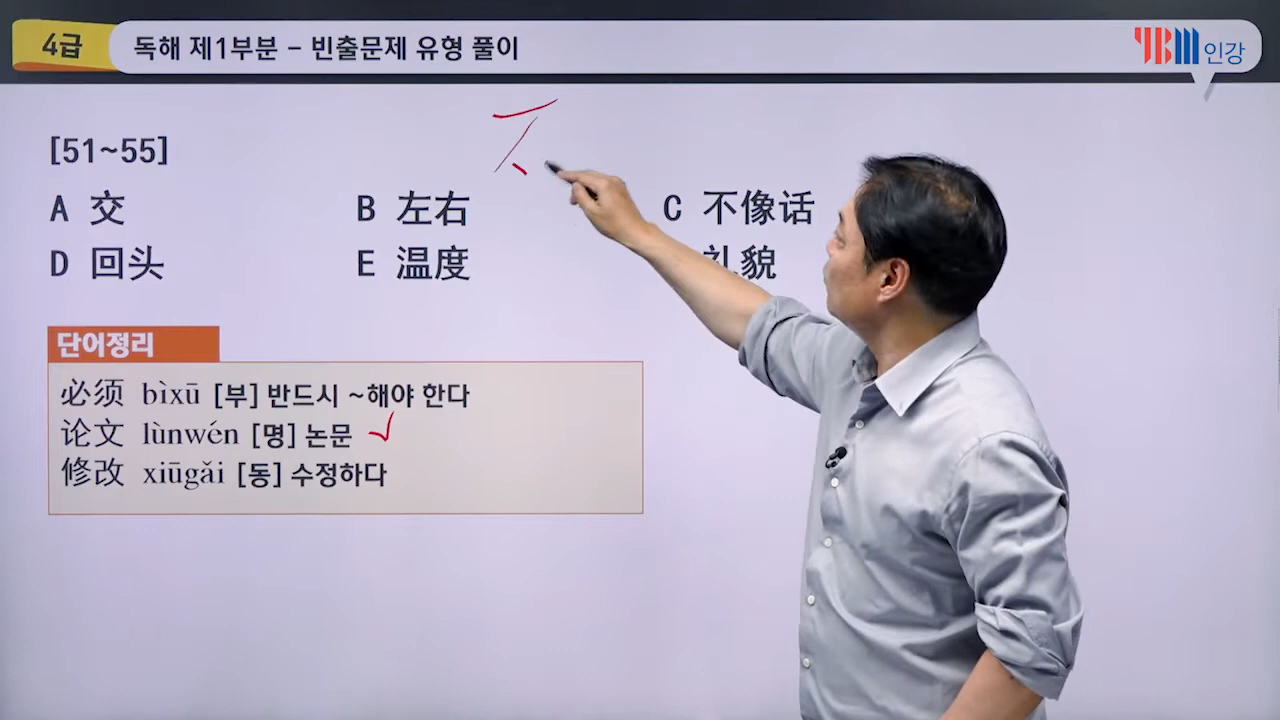 4급 독해 제1부분 – 빈출문제 유형 풀이 YBM 인강
[51~55]
A 交 B 左右 C 不像话
D 回头 E 温度 礼貌
단어정리
必须 bìxū [부] 반드시 ~해야 한다
论文 lùnwén [명] 논문
修改 xiūgǎi [동] 수정하다